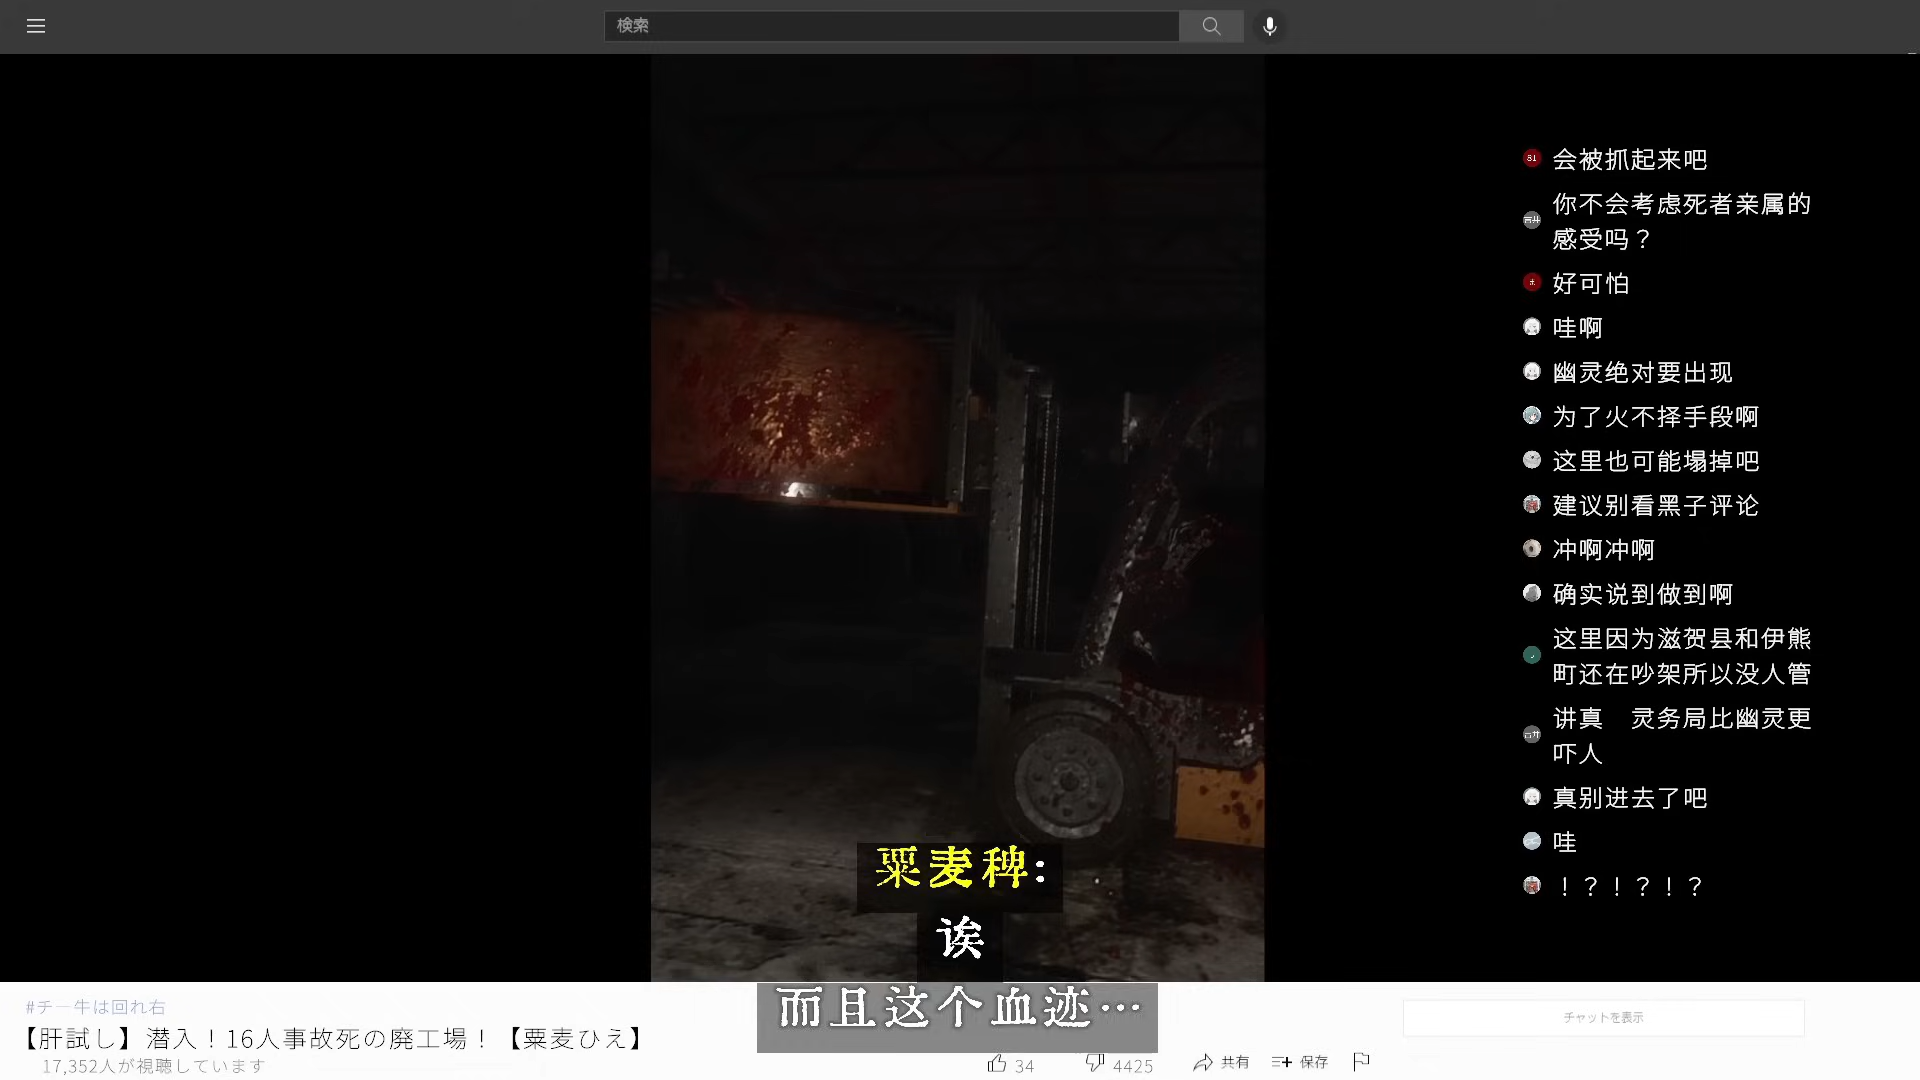 検索
会被抓起来吧
你不会考虑死者亲属的
感受吗？
好可怕
哇啊
幽灵绝对要出现
为了火不择手段啊
这里也可能塌掉吧
建议别看黑子评论
冲啊冲啊
确实说到做到啊
这里因为滋贺县和伊熊
町还在吵架所以没人管
讲真　灵务局比幽灵更
吓人
真别进去了吧
哇
！？！？！？
粟麦稗:
诶
而且这个血迹…
#チー牛は回れ右
【肝試し】潜入！16人事故死の廃工場！【粟麦ひえ】
17,352人が視聴しています
34
4425
共有
保存
チャットを表示